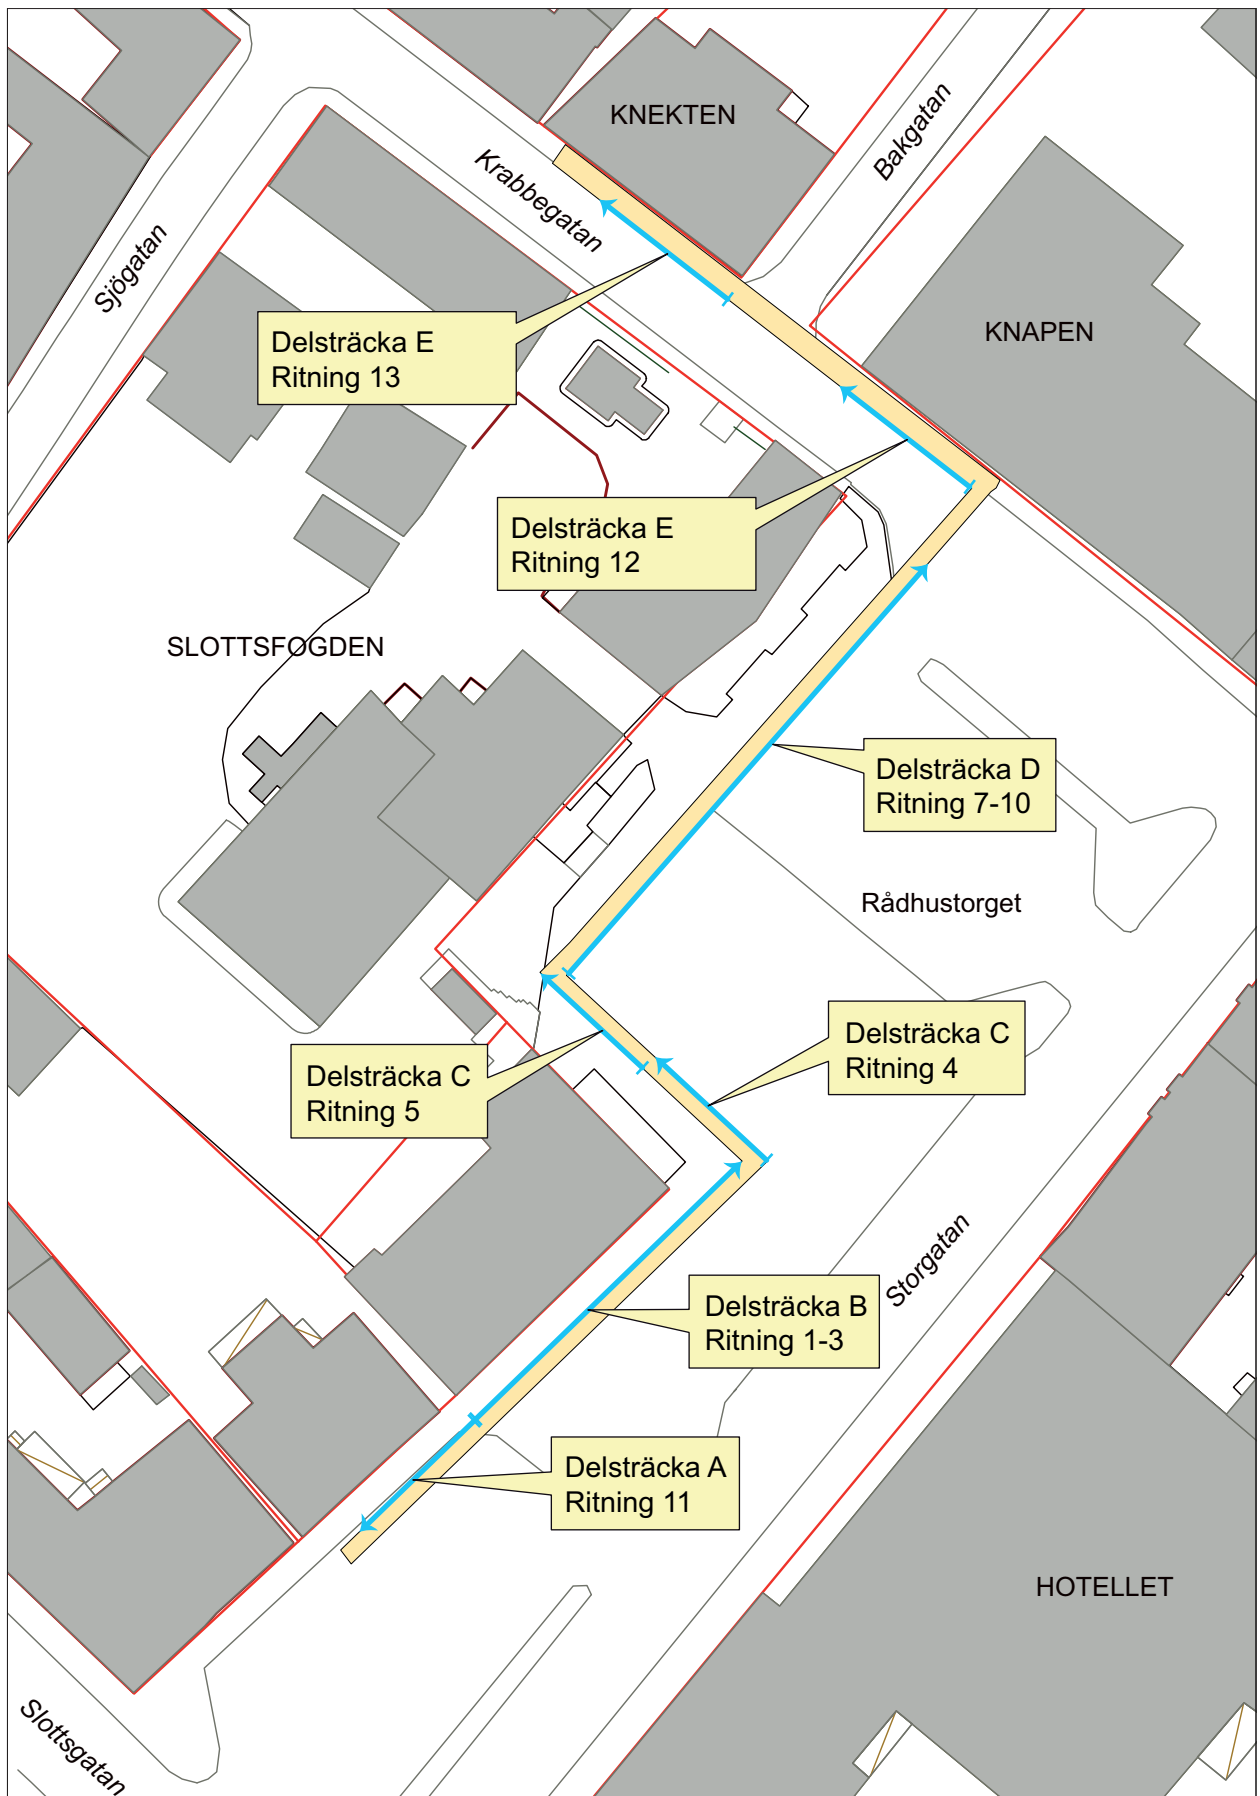 KNEKTEN
Bakgatan
Krabbegatan
Sjögatan
KNAPEN
Delsträcka E
Ritning 13
Delsträcka E
Ritning 12
SLOTTSFOGDEN
Delsträcka D
Ritning 7-10
Rådhustorget
Delsträcka C
Ritning 4
Delsträcka C
Ritning 5
Storgatan
Delsträcka B
Ritning 1-3
Delsträcka A
Ritning 11
HOTELLET
Slottsgatan